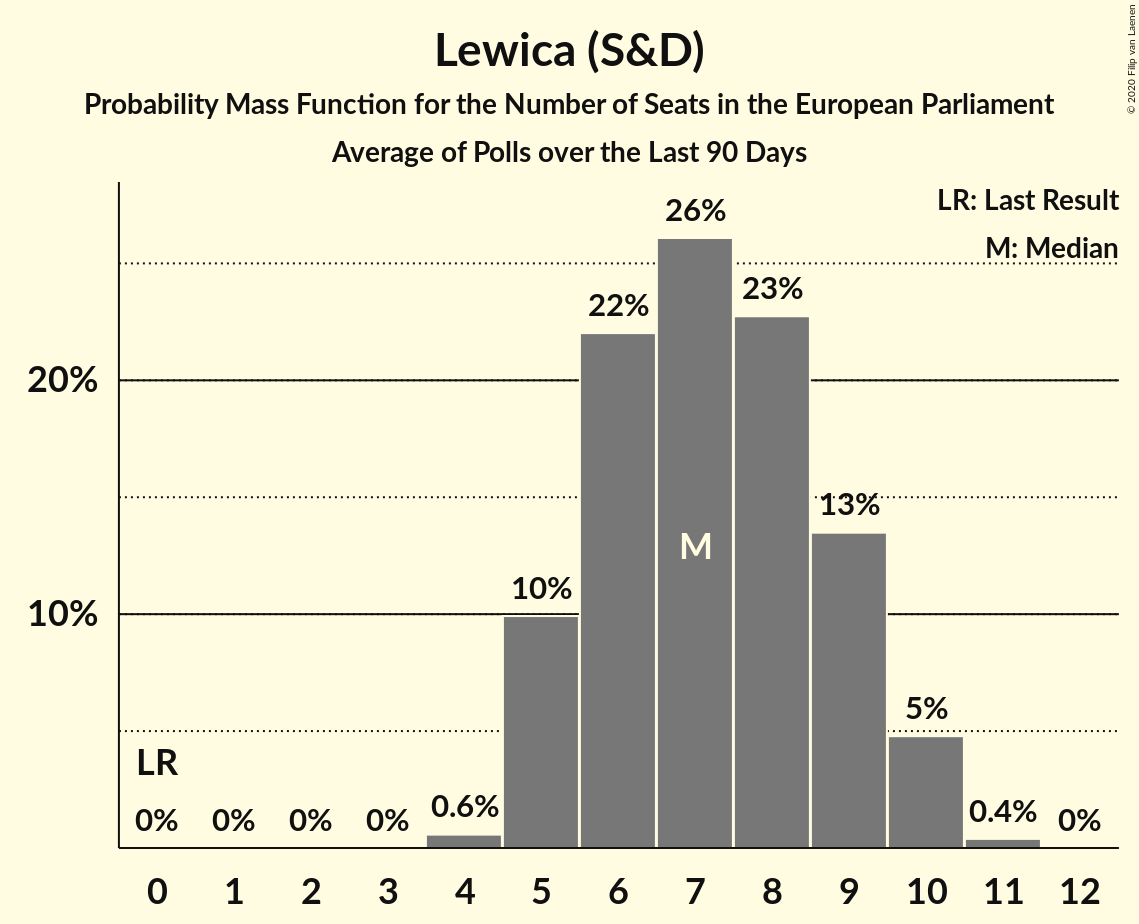 Lewica (S&D)
Probability Mass Function for the Number of Seats in the European Parliament
Average of Polls over the Last 90 Days
© 2020 Filip van Laenen
LR: Last Result
M: Median
26%
23%
22%
20%
13%
M
10%
10%
5%
LR
0% 0% 0% 0% 0.6% 0.4% 0%
0 1 2 3 4 5 6 7 8 9 10 11 12